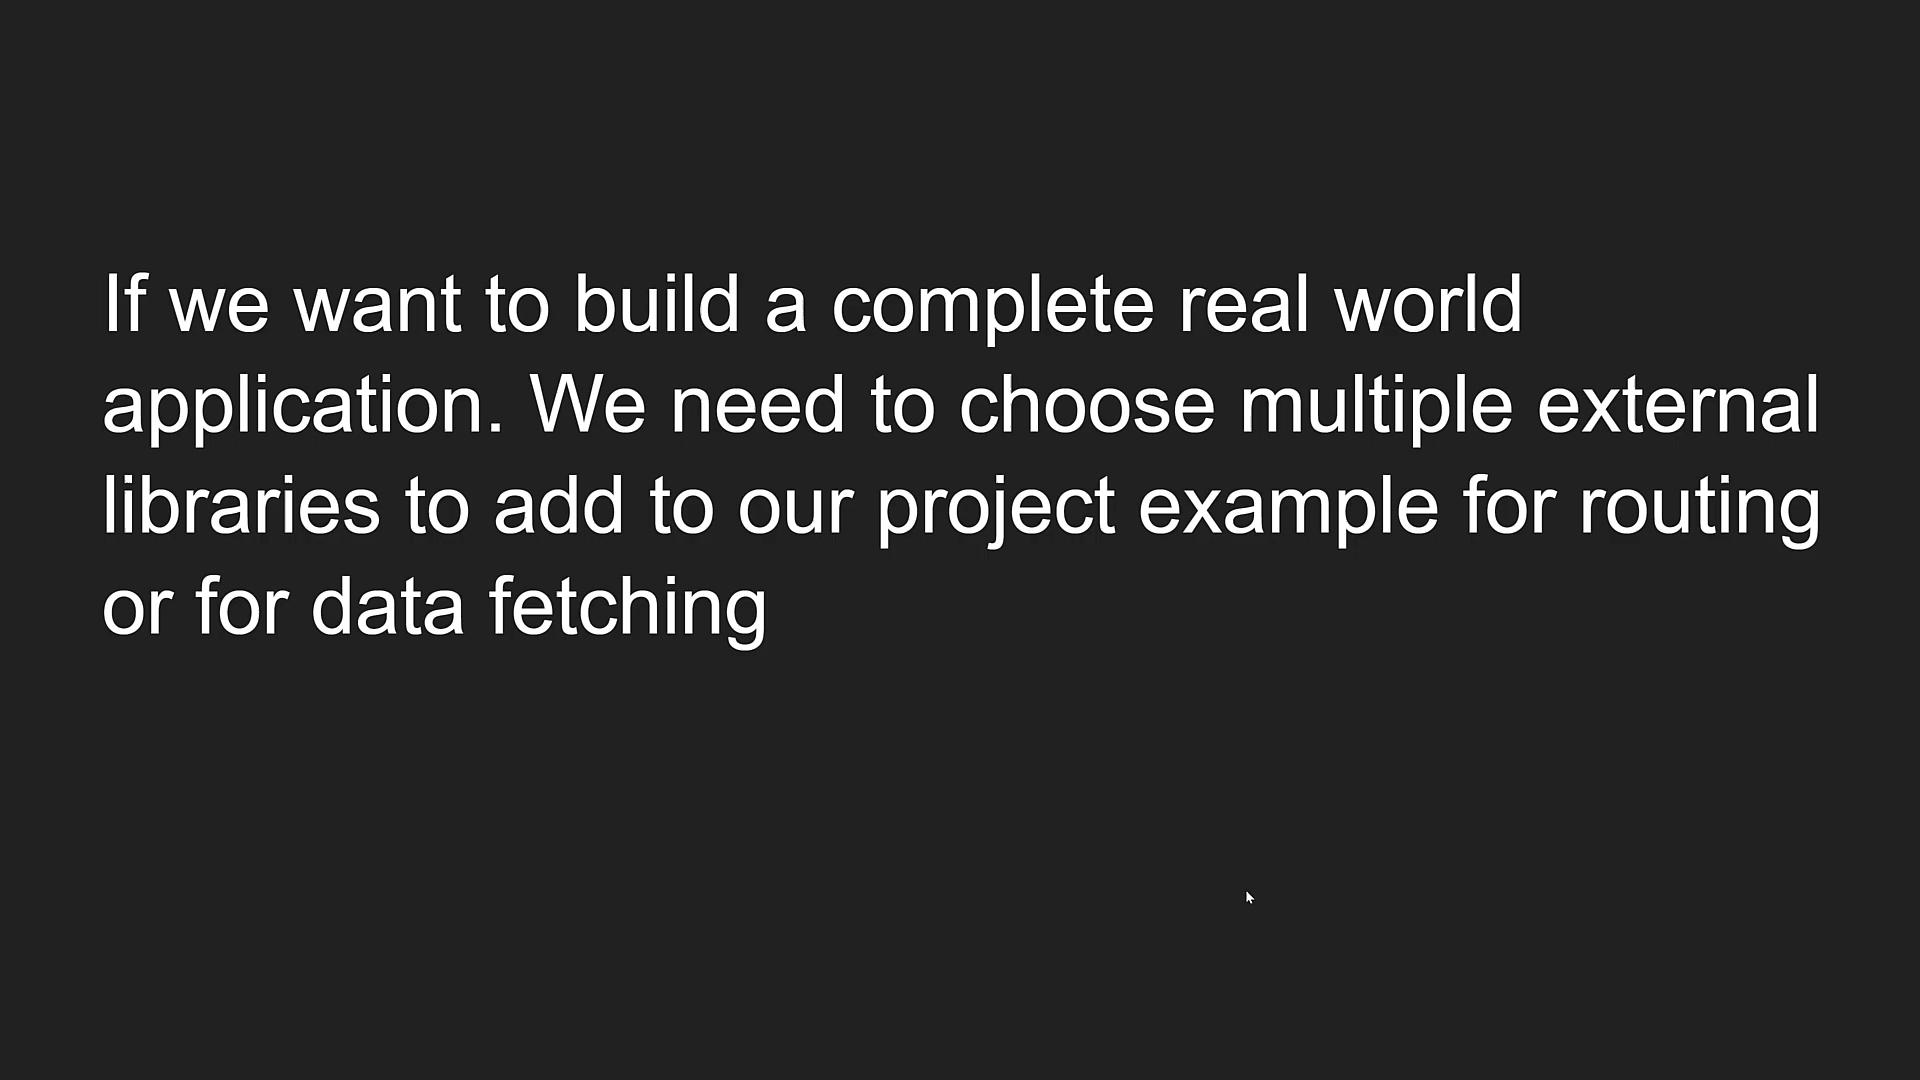 If we want to build a complete real world
application. We need to choose multiple external
libraries to add to our project example for routing
or for data fetching